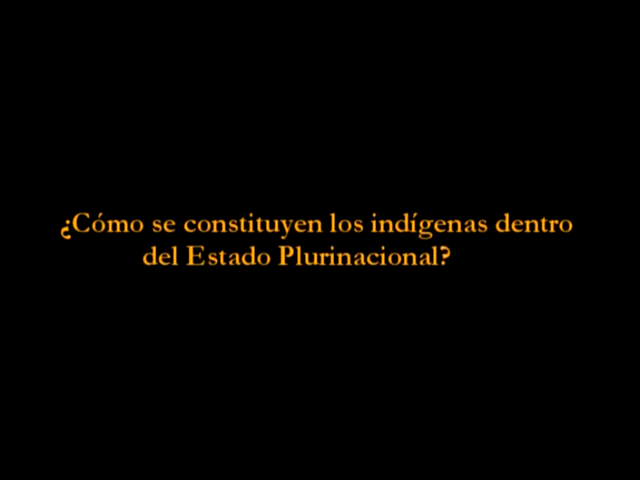 ¿Cómo se constituyen los indígenas dentro
del Estado Plurinacional?